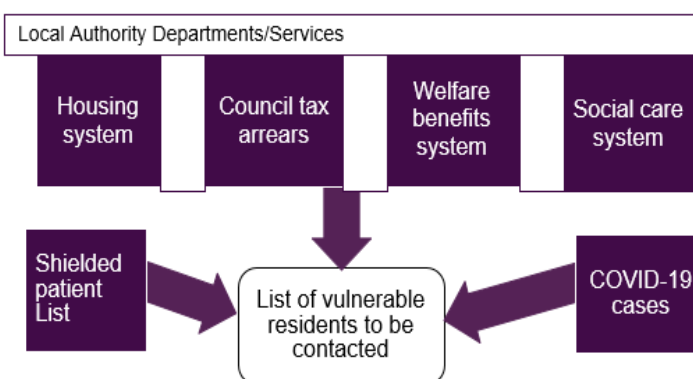 Local Authority Departments/Services
Housing
system
Council tax
arrears
Welfare
benefits
system
Social care
system
Shielded
patient
List
List of vulnerable
residents to be
contacted
COVID-19
cases